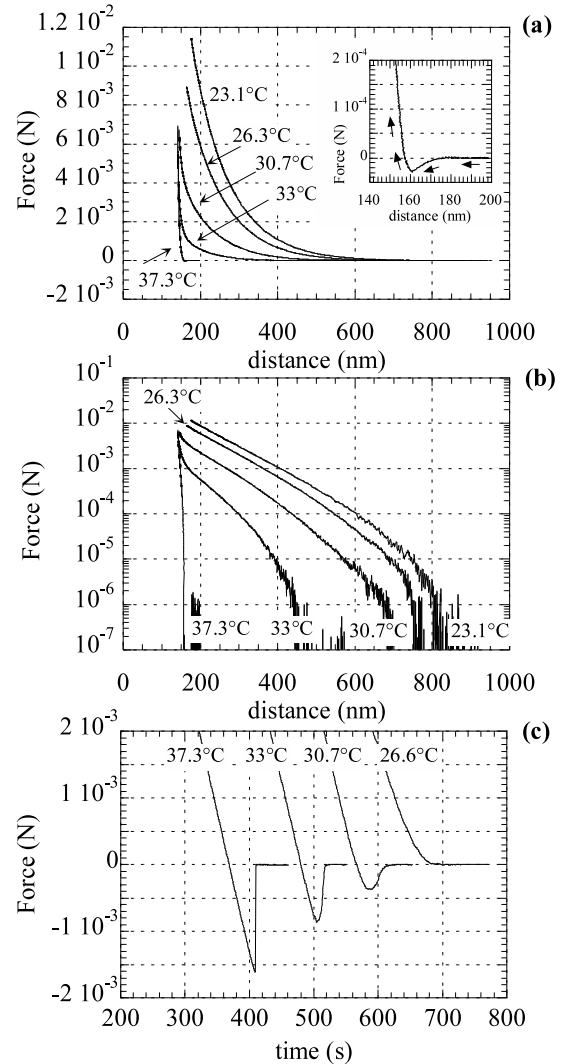 (a)
1.2 10⁻²
1 10⁻²
8 10⁻³
6 10⁻³
4 10⁻³
2 10⁻³
0
-2 10⁻³
Force (N)
23.1°C
26.3°C
30.7°C
33°C
37.3°C
2 10⁻⁴
1 10⁻⁴
0
Force (N)
140 160 180 200
distance (nm)
0 200 400 600 800 1000
distance (nm)
(b)
10⁻¹
10⁻²
10⁻³
10⁻⁴
10⁻⁵
10⁻⁶
10⁻⁷
Force (N)
26.3°C
37.3°C 33°C 30.7°C 23.1°C
0 200 400 600 800 1000
distance (nm)
(c)
2 10⁻³
1 10⁻³
0
-1 10⁻³
-2 10⁻³
Force (N)
37.3°C 33°C 30.7°C 26.6°C
200 300 400 500 600 700 800
time (s)